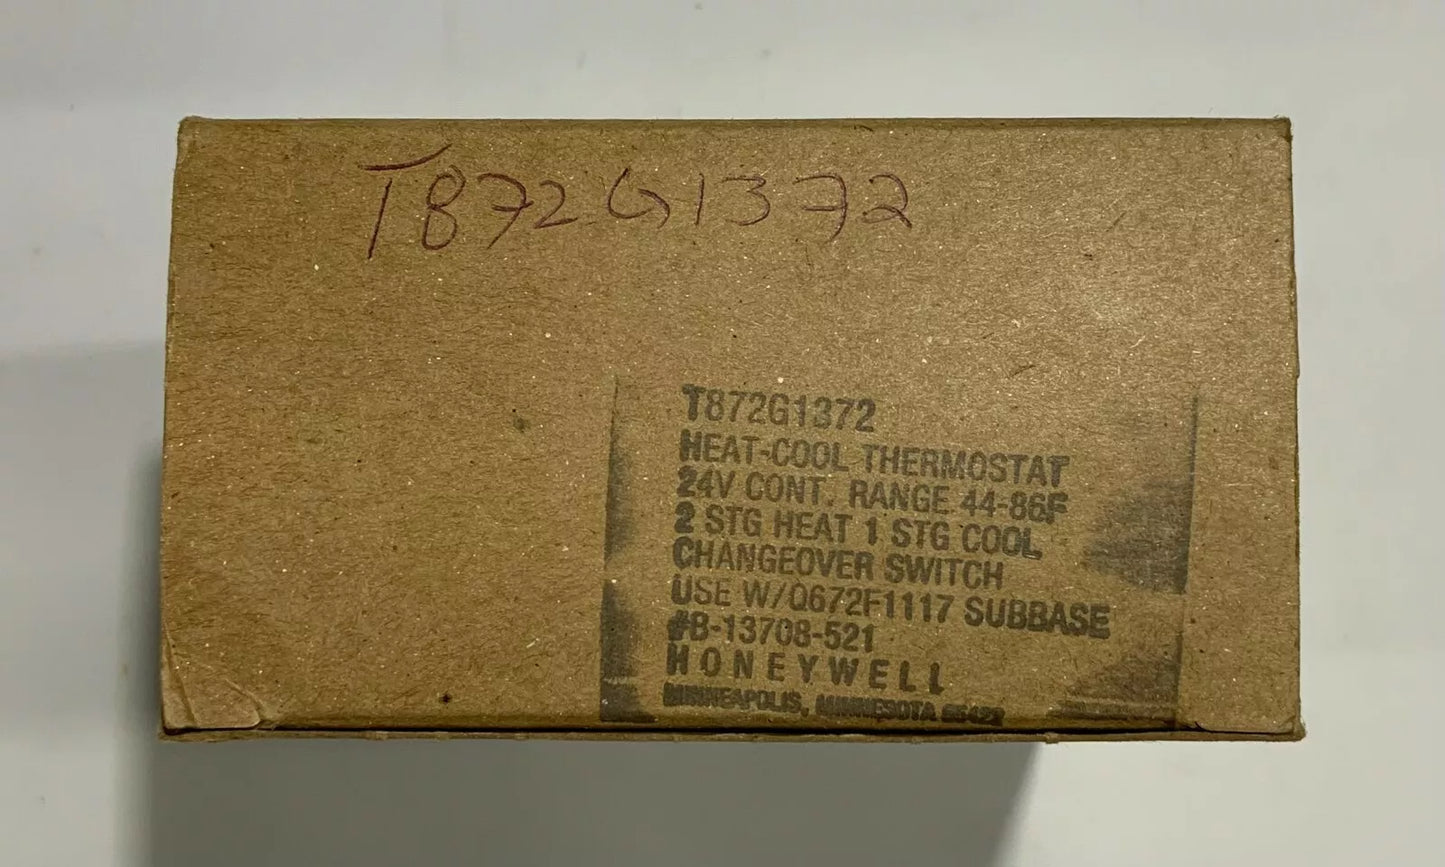 T872G1372
T872G1372
HEAT-COOL THERMOSTAT
24V CONT. RANGE 44-86F
2 STG HEAT 1 STG COOL
CHANGEOVER SWITCH
USE W/Q672F1117 SUBBASE
#B-13708-521
HONEYWELL
MINNEAPOLIS, MINNESOTA 55422